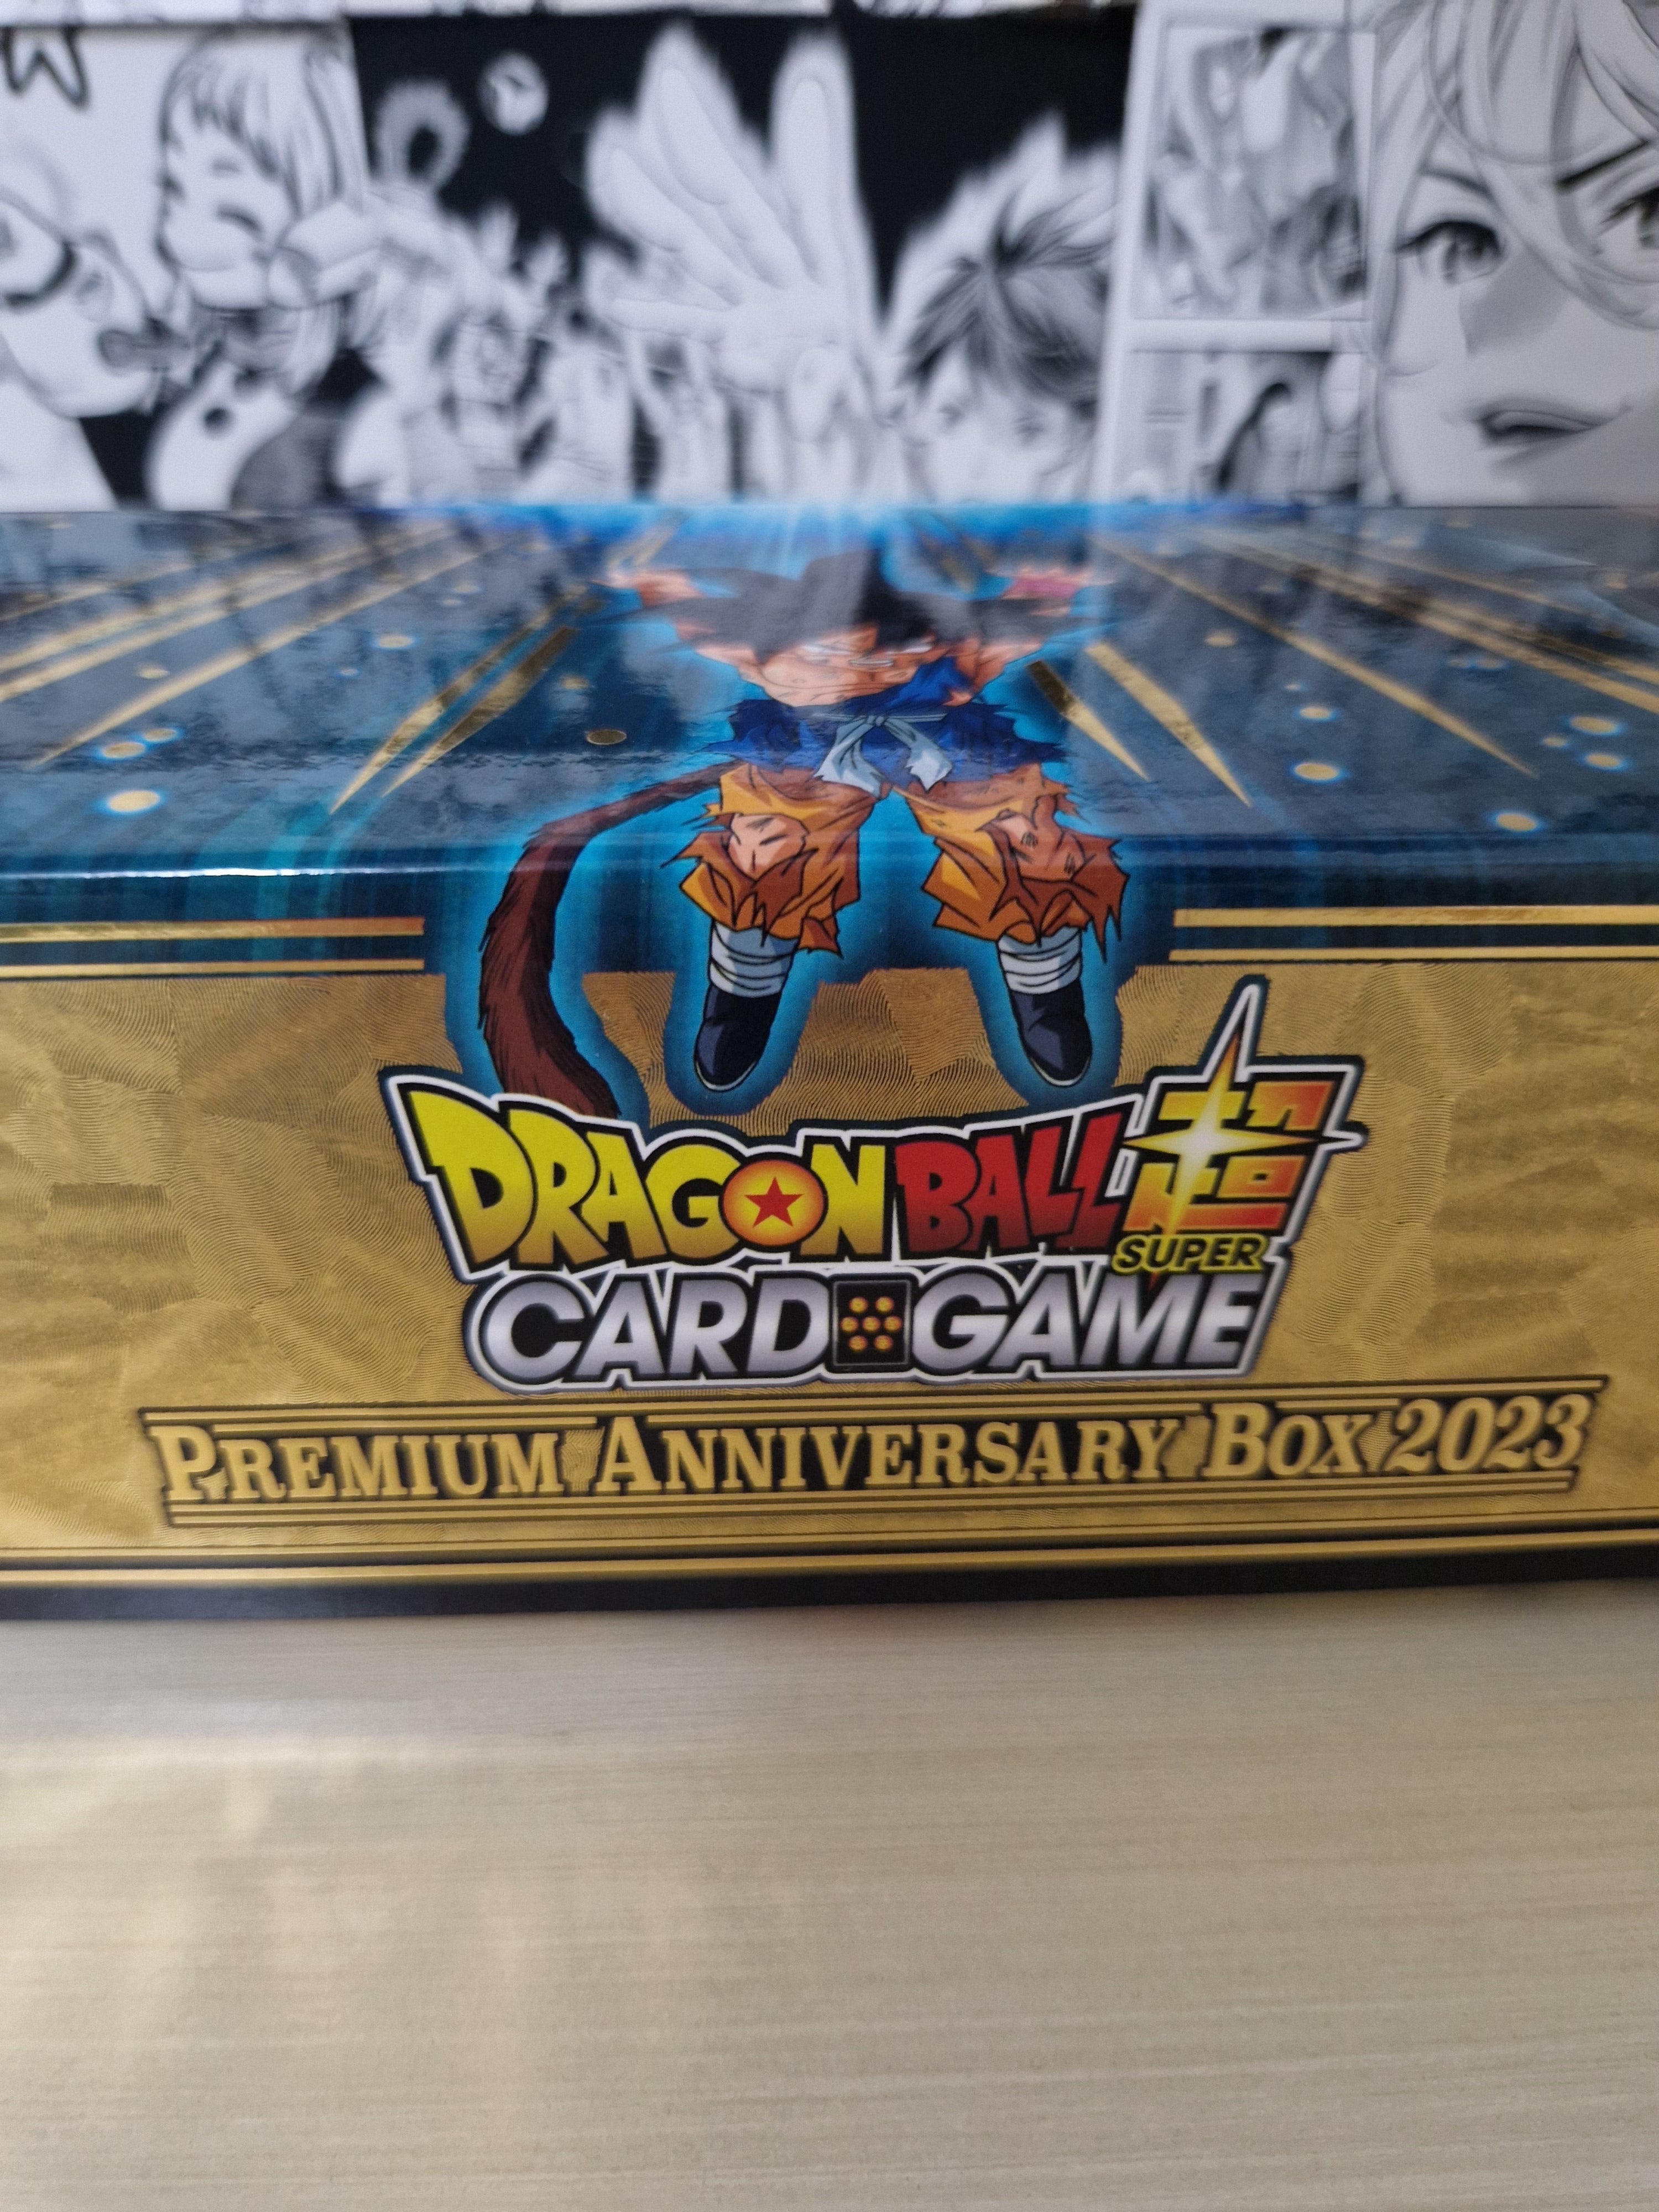 DRAGON BALL 超
SUPER
CARD GAME
PREMIUM ANNIVERSARY BOX 2023